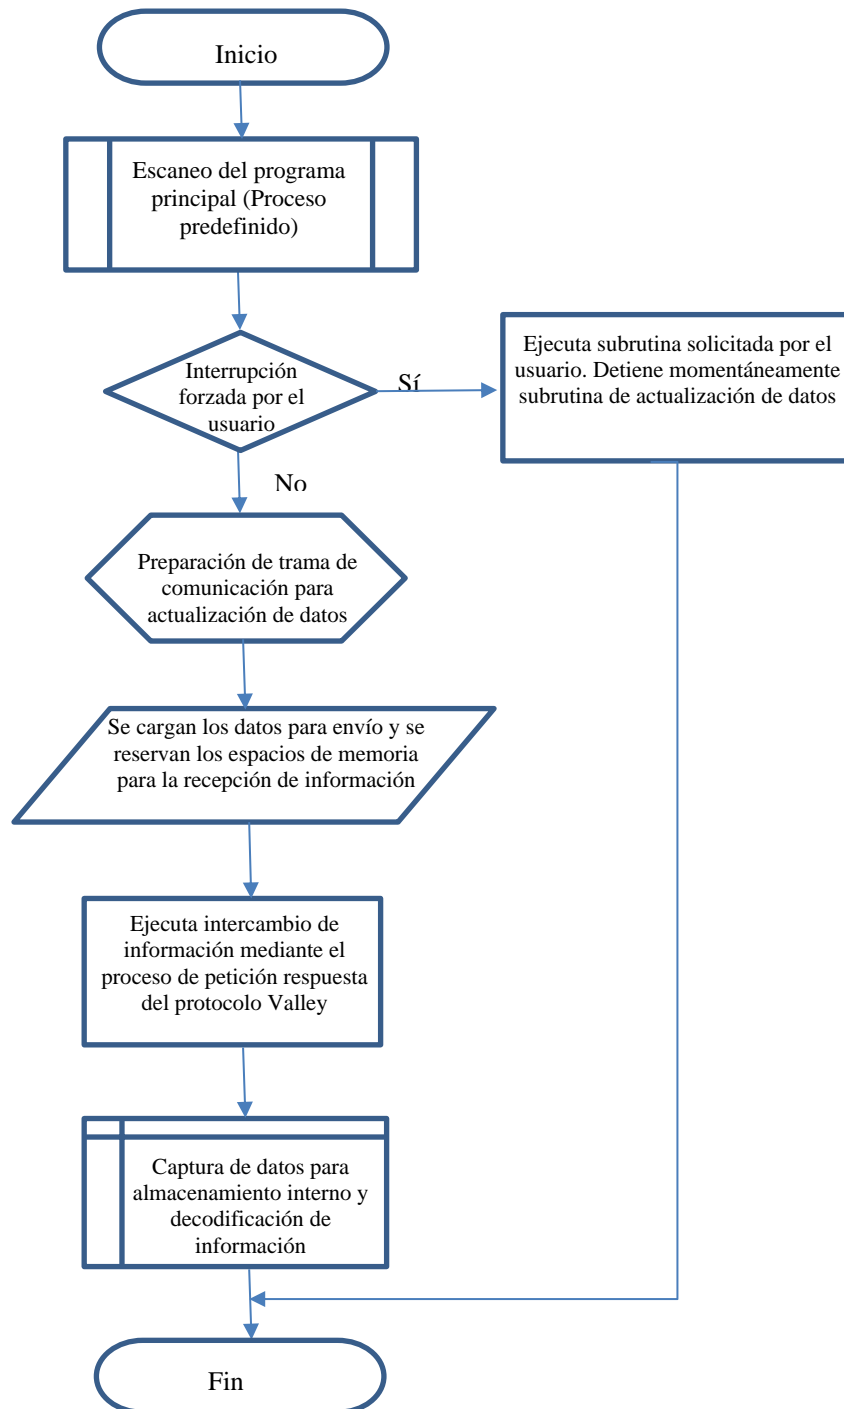 Inicio
Escaneo del programa
principal (Proceso
predefinido)
Interrupción
forzada por el
usuario
Sí
Ejecuta subrutina solicitada por el
usuario. Detiene momentáneamente
subrutina de actualización de datos
No
Preparación de trama de
comunicación para
actualización de datos
Se cargan los datos para envío y se
reservan los espacios de memoria
para la recepción de información
Ejecuta intercambio de
información mediante el
proceso de petición respuesta
del protocolo Valley
Captura de datos para
almacenamiento interno y
decodificación de
información
Fin